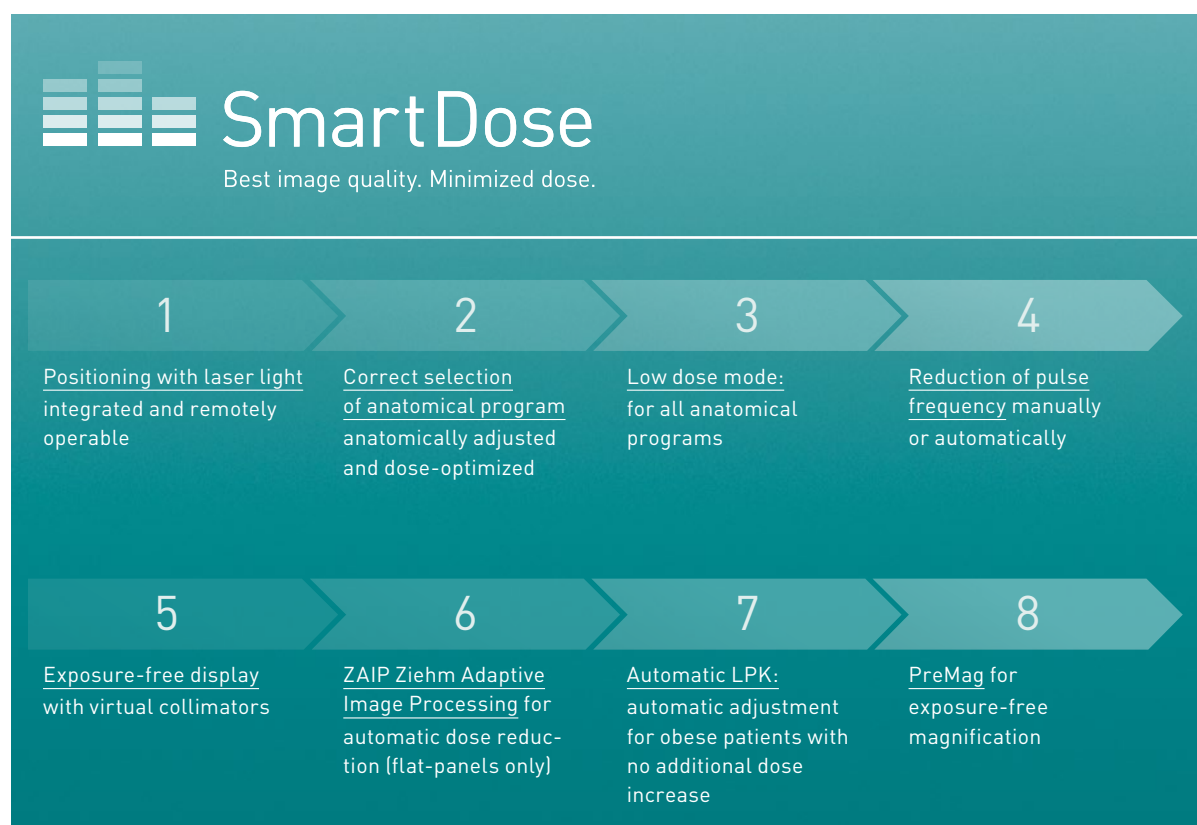 SmartDose
Best image quality. Minimized dose.
1
2
3
4
Positioning with laser light
integrated and remotely
operable
Correct selection
of anatomical program
anatomically adjusted
and dose-optimized
Low dose mode:
for all anatomical
programs
Reduction of pulse
frequency manually
or automatically
5
6
7
8
Exposure-free display
with virtual collimators
ZAIP Ziehm Adaptive
Image Processing for
automatic dose reduc-
tion (flat-panels only)
Automatic LPK:
automatic adjustment
for obese patients with
no additional dose
increase
PreMag for
exposure-free
magnification